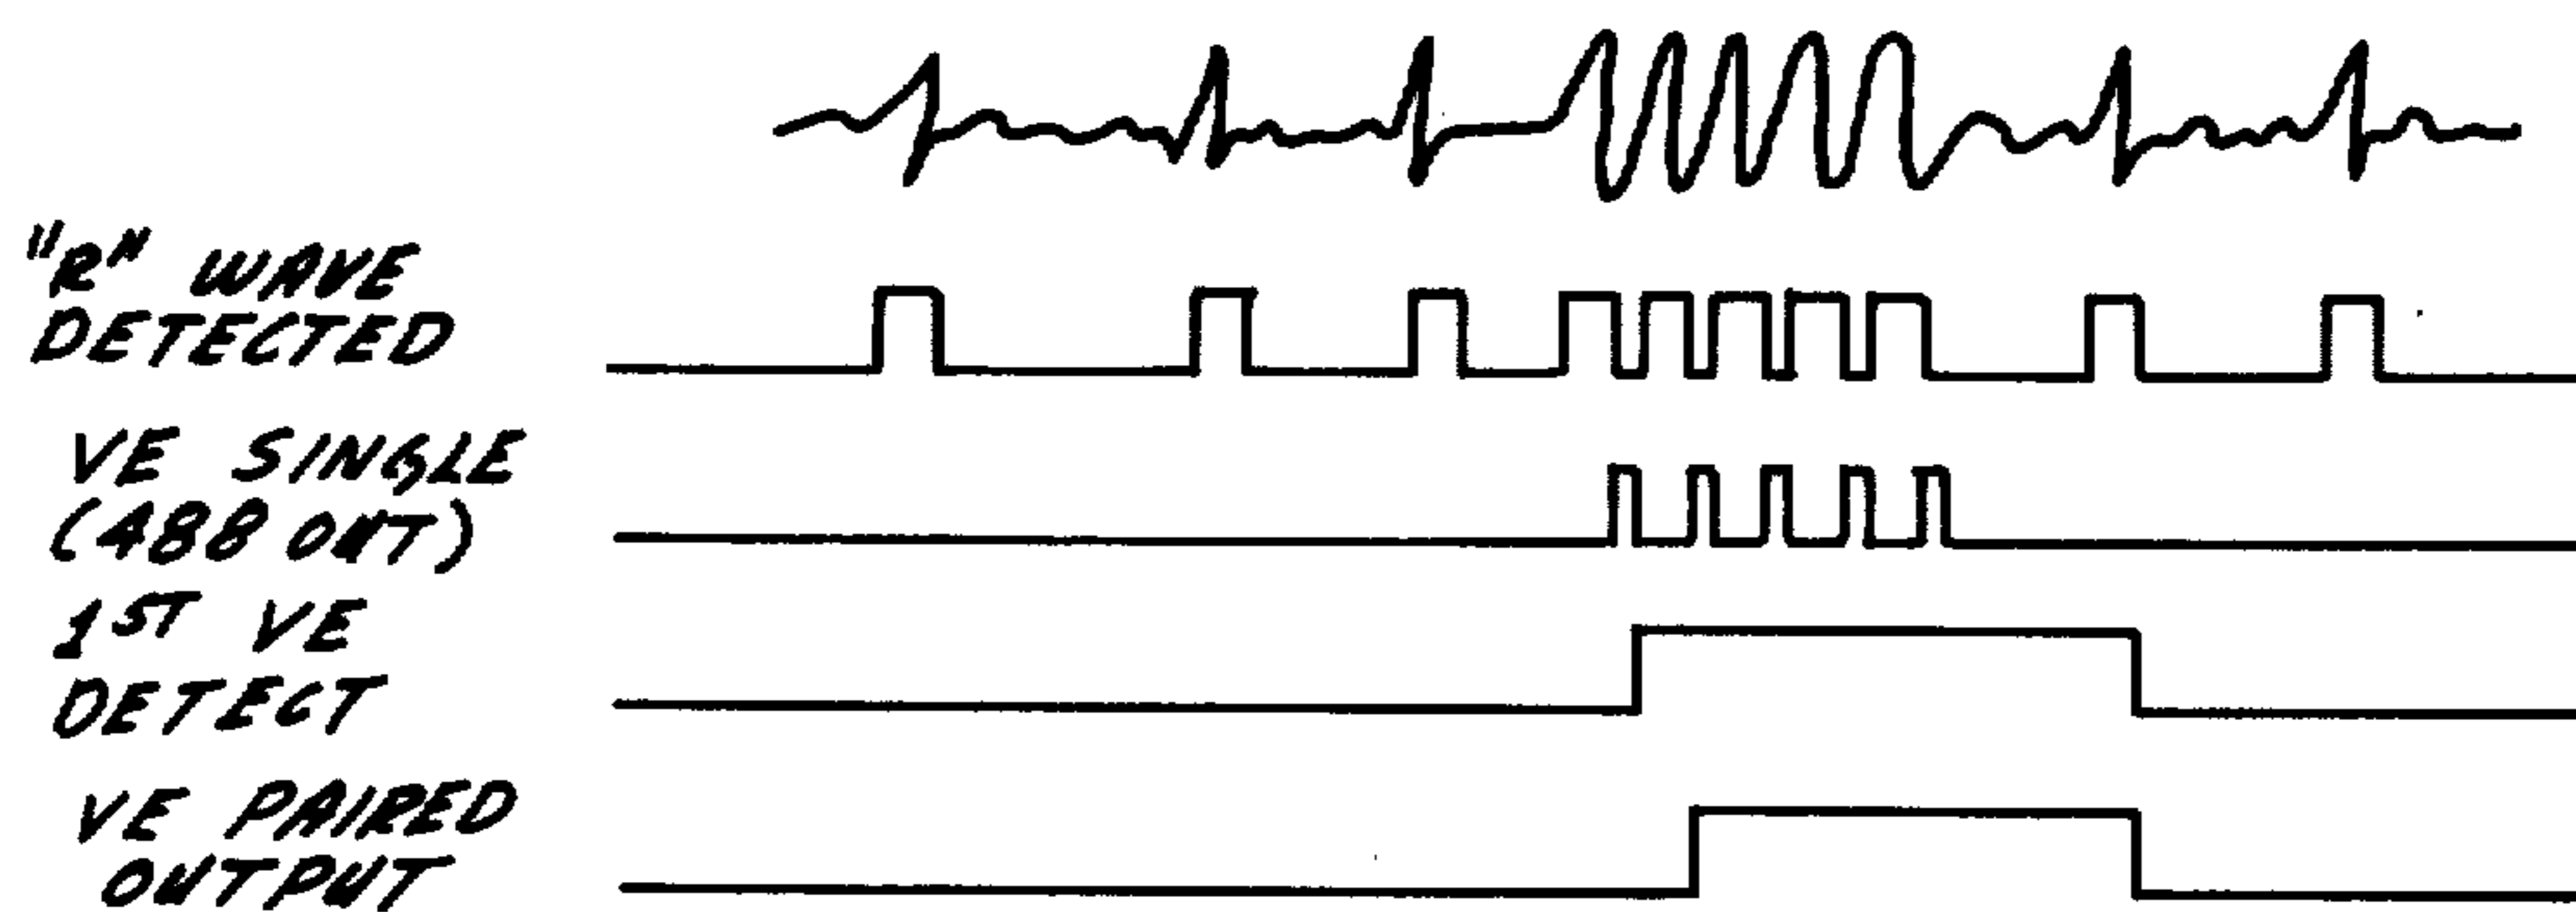 "R" WAVE
DETECTED
VE SINGLE
(488 OUT)
1ST VE
DETECT
VE PAIRED
OUTPUT